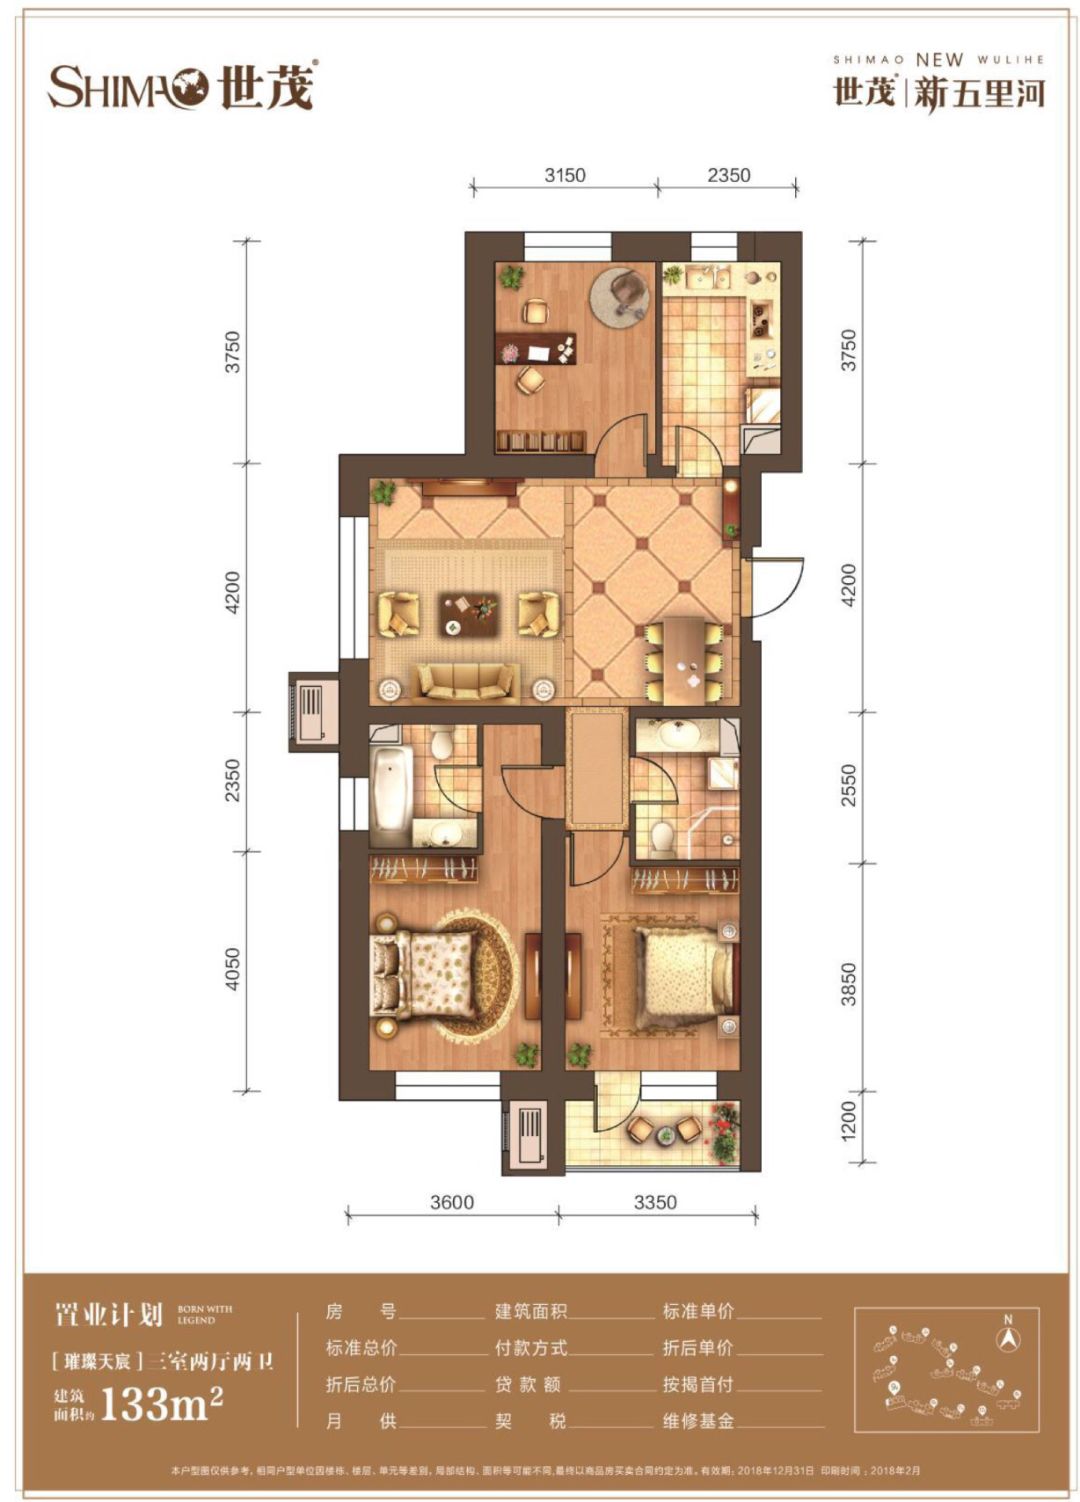 SHIMAO 世茂®
SHIMAO NEW WULIHE
世茂® 新五里河
3150 2350
3750 3750
4200 4200
2350 2550
4050 3850
1200
3600 3350
置业计划 BORN WITH LEGEND
[璀璨天宸]三室两厅两卫
建筑面积约 133m²
房 号 建筑面积 标准单价
标准总价 付款方式 折后单价
折后总价 贷款额 按揭首付
月 供 契 税 维修基金
N
本户型图仅供参考，相同户型单位因楼栋、楼层、单元等差别，局部结构、面积等可能不同，最终以商品房买卖合同约定为准。有效期：2018年12月31日 印刷时间：2018年2月